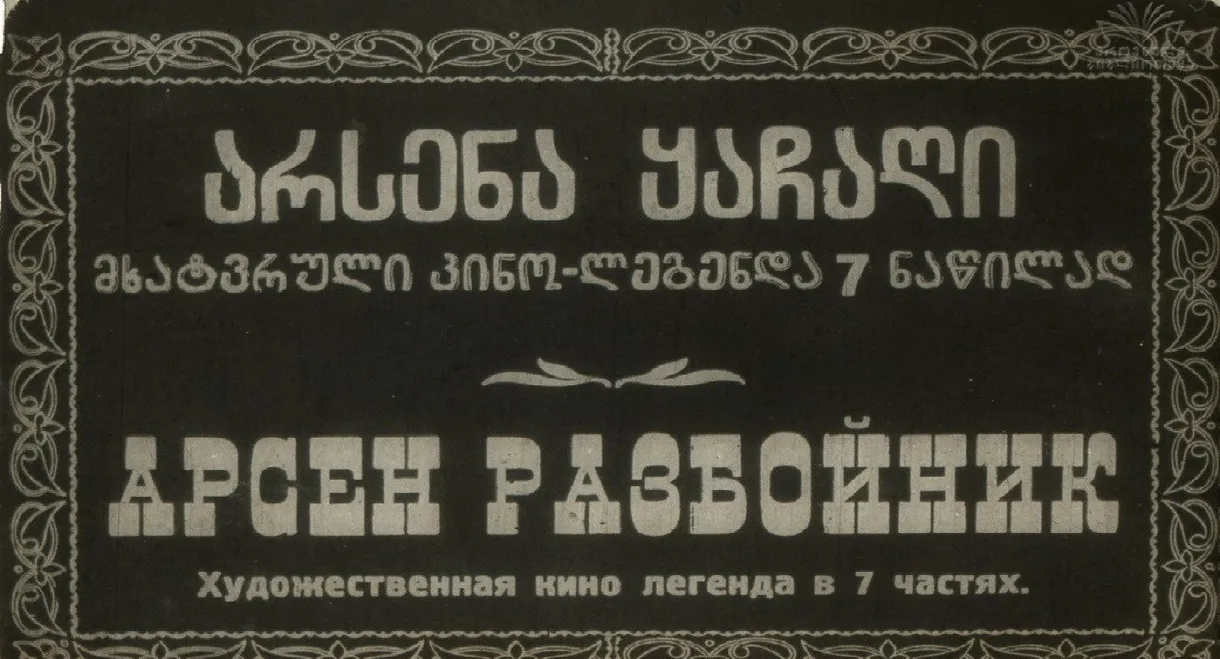 არსენა ყაჩაღი
მხატვრული კინო-ლეგენდა 7 ნაწილად
АРСЕН РАЗБОЙНИК
Художественная кино легенда в 7 частях.